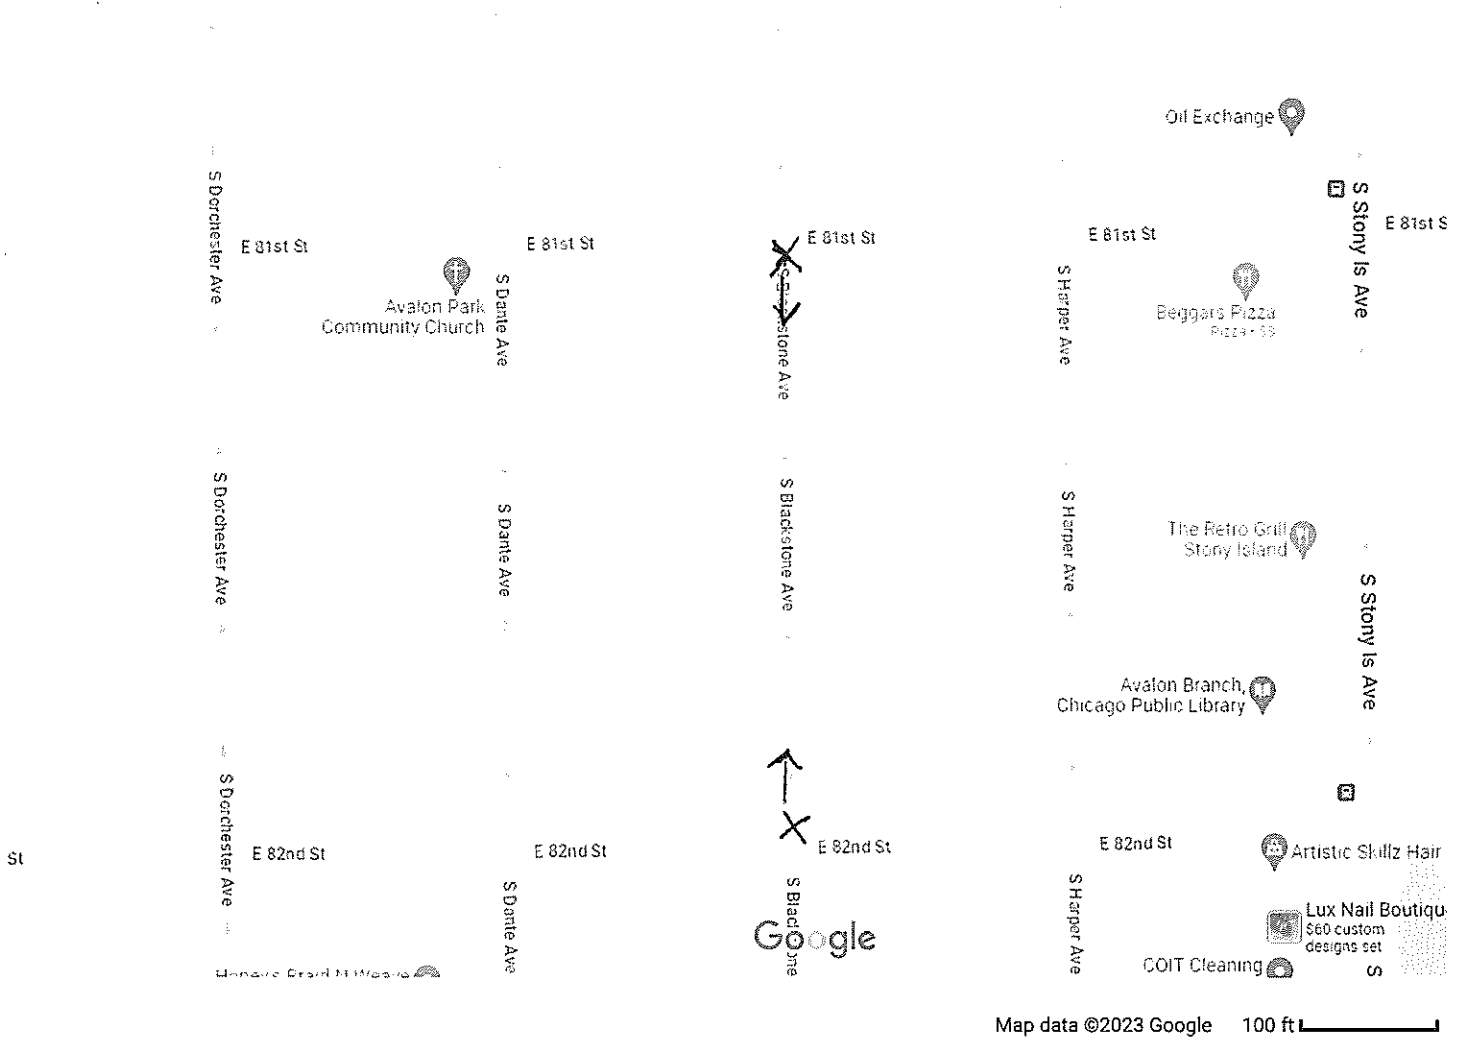 Oil Exchange
S Dorchester Ave
E 81st St
E 81st St
E 81st St
E 81st St
S Stony Is Ave
E 81st S
Avalon Park
Community Church
S Dante Ave
S Blackstone Ave
S Harper Ave
Beggars Pizza
Pizza • $$
S Dorchester Ave
S Dante Ave
S Blackstone Ave
S Harper Ave
The Retro Grill
Stony Island
S Stony Is Ave
Avalon Branch,
Chicago Public Library
S Dorchester Ave
St
E 82nd St
E 82nd St
E 82nd St
E 82nd St
Artistic Skillz Hair
S Dante Ave
S Harper Ave
Google
Lux Nail Boutiqu
$60 custom
designs set
COIT Cleaning
S
Map data ©2023 Google
100 ft